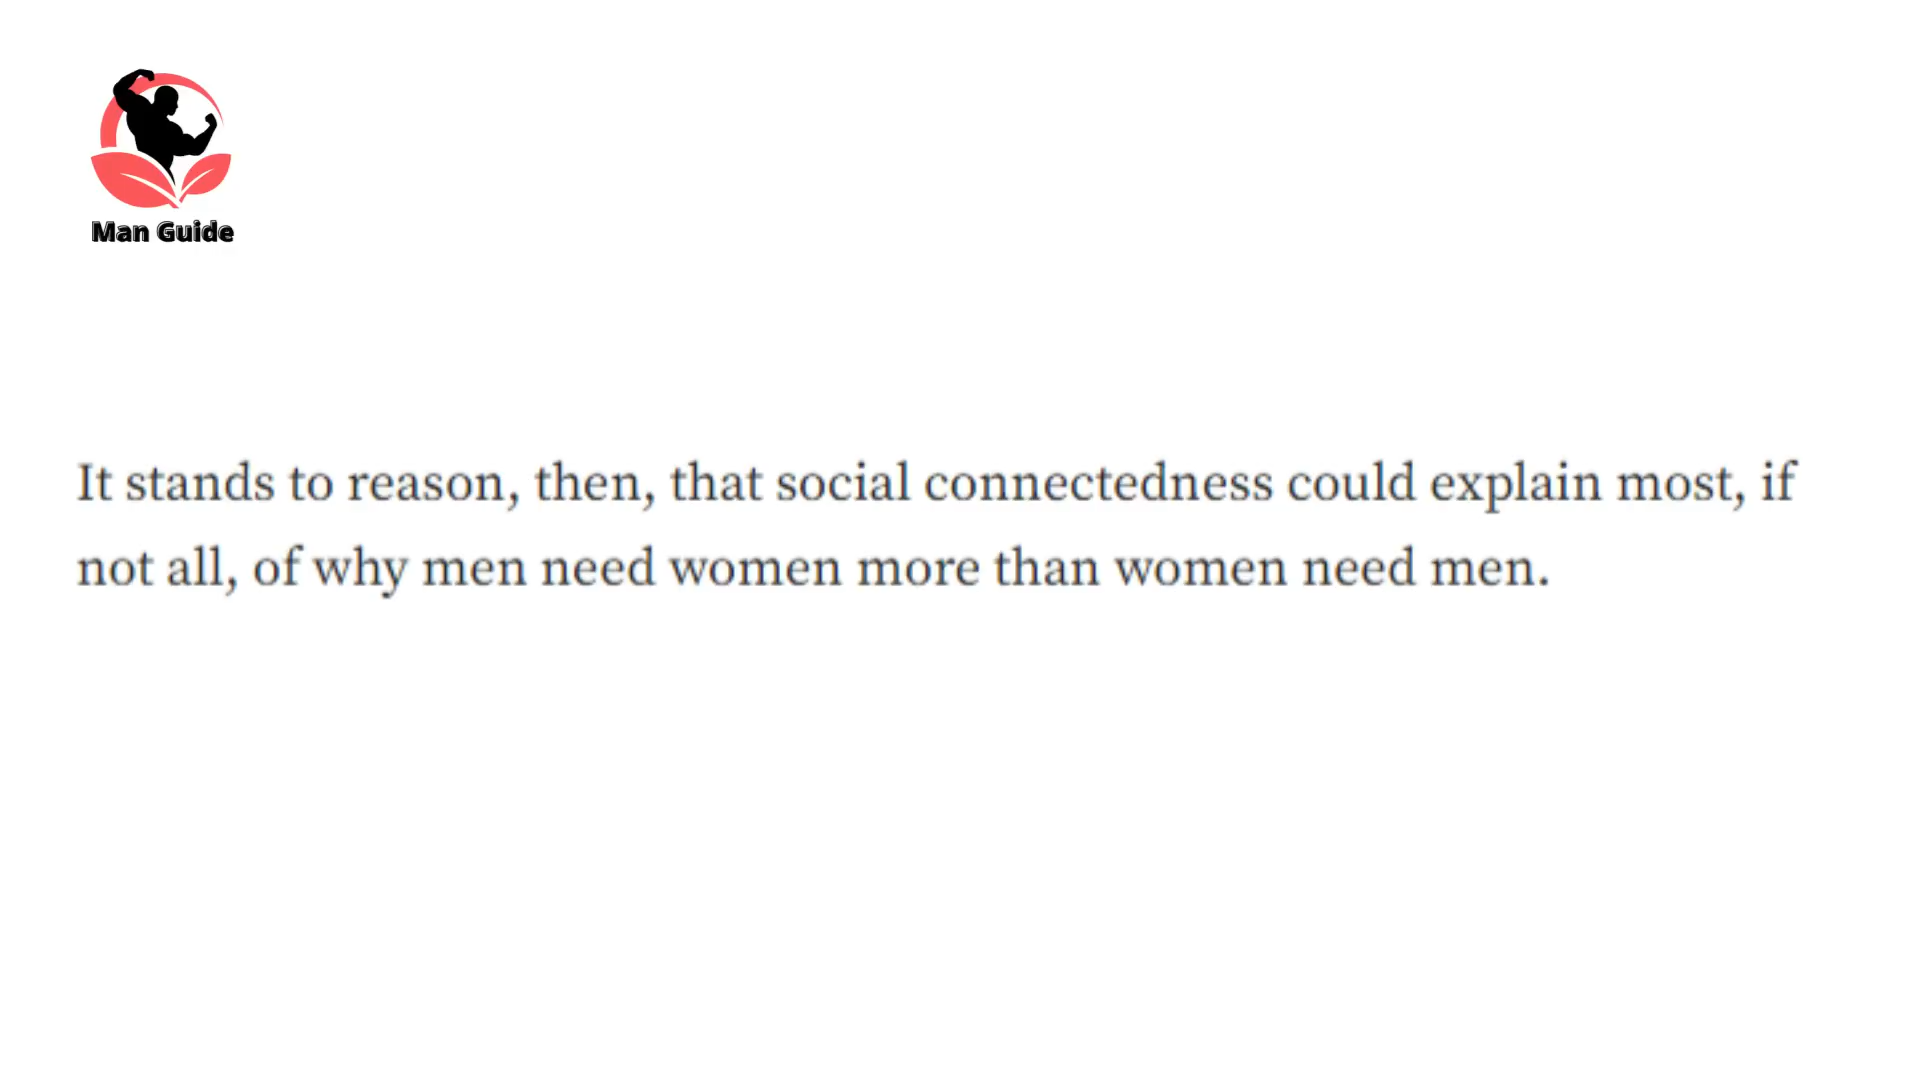 Man Guide
It stands to reason, then, that social connectedness could explain most, if
not all, of why men need women more than women need men.